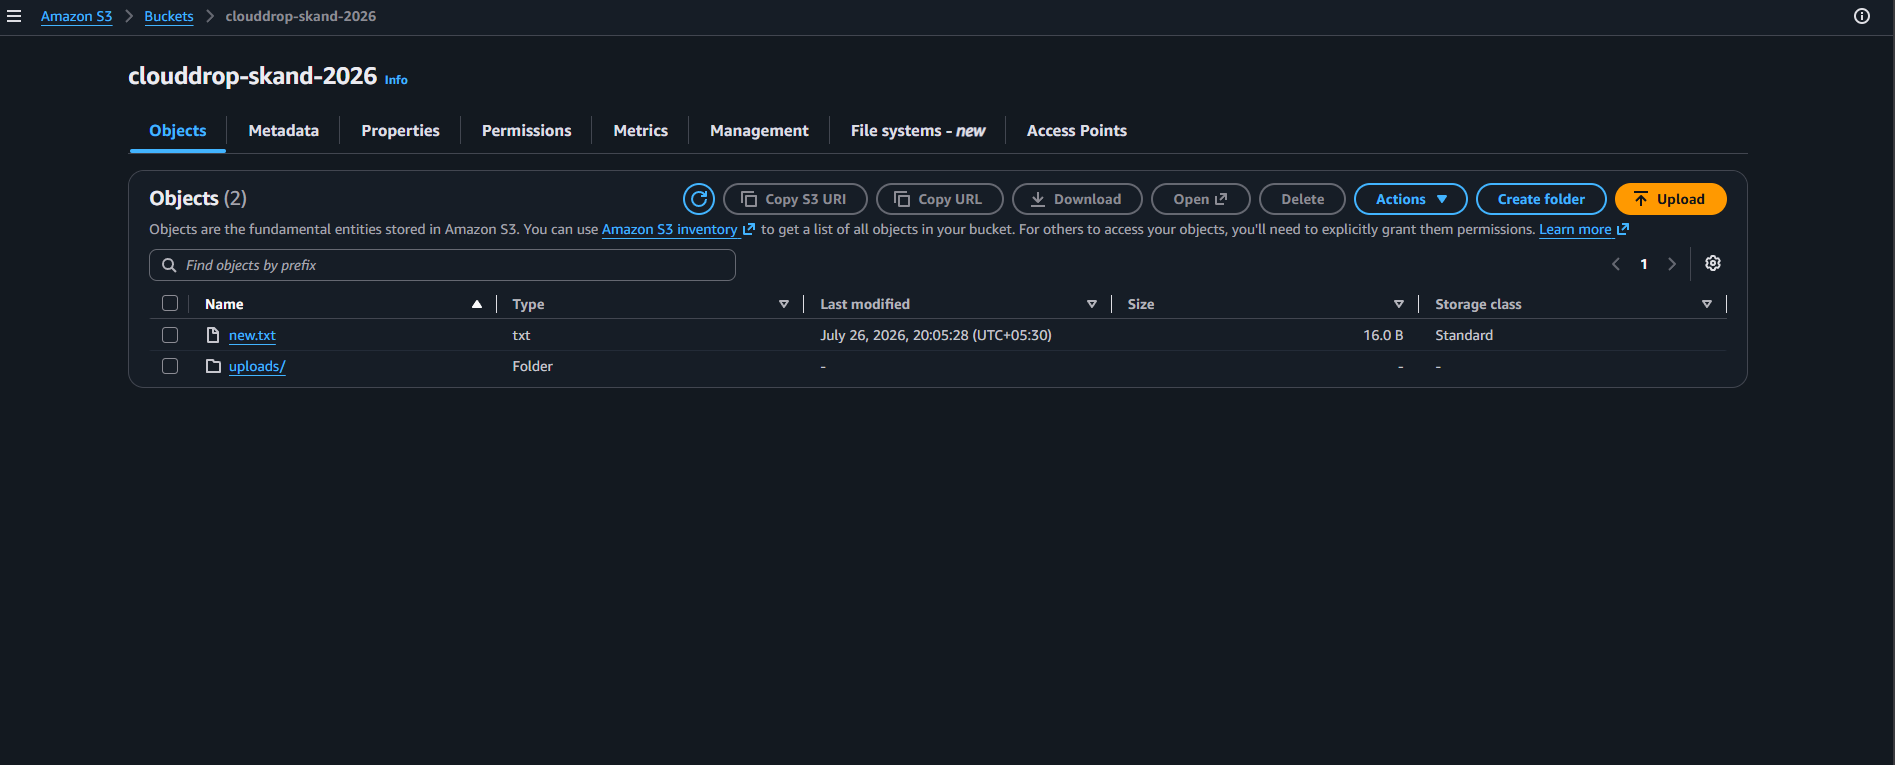 Amazon S3 > Buckets > clouddrop-skand-2026
clouddrop-skand-2026 Info
Objects Metadata Properties Permissions Metrics Management File systems - new Access Points
Objects (2) Copy S3 URI Copy URL Download Open Delete Actions Create folder Upload
Objects are the fundamental entities stored in Amazon S3. You can use Amazon S3 inventory to get a list of all objects in your bucket. For others to access your objects, you'll need to explicitly grant them permissions. Learn more
Find objects by prefix 1
Name Type Last modified Size Storage class
new.txt txt July 26, 2026, 20:05:28 (UTC+05:30) 16.0 B Standard
uploads/ Folder - - -